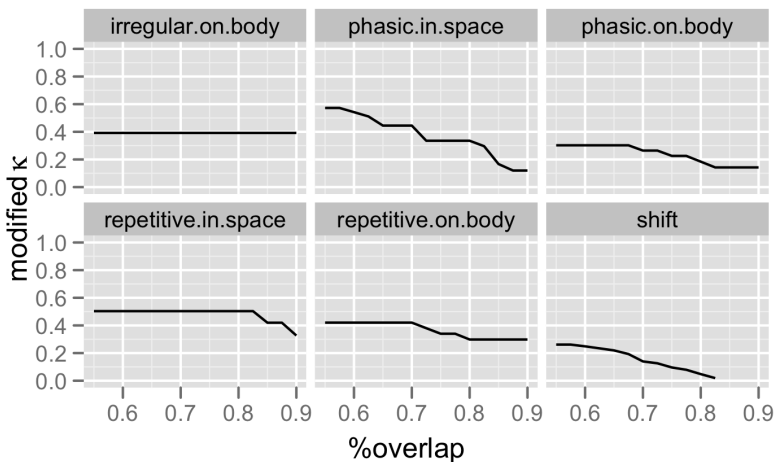 irregular.on.body phasic.in.space phasic.on.body
1.0
0.8
0.6
0.4
0.2
0.0
modified κ
repetitive.in.space repetitive.on.body shift
1.0
0.8
0.6
0.4
0.2
0.0
0.6 0.7 0.8 0.9 0.6 0.7 0.8 0.9 0.6 0.7 0.8 0.9
%overlap